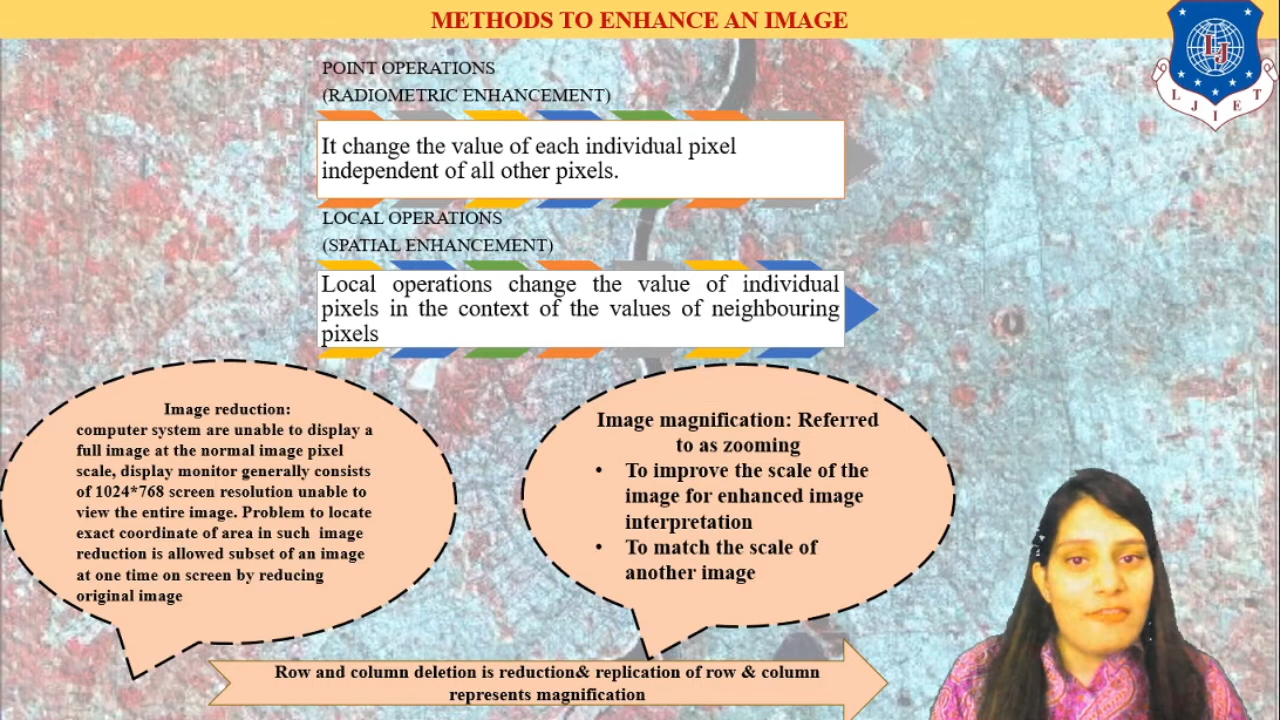 METHODS TO ENHANCE AN IMAGE
POINT OPERATIONS
(RADIOMETRIC ENHANCEMENT)
It change the value of each individual pixel
independent of all other pixels.
LOCAL OPERATIONS
(SPATIAL ENHANCEMENT)
Local operations change the value of individual
pixels in the context of the values of neighbouring
pixels
Image reduction:
computer system are unable to display a
full image at the normal image pixel
scale, display monitor generally consists
of 1024*768 screen resolution unable to
view the entire image. Problem to locate
exact coordinate of area in such image
reduction is allowed subset of an image
at one time on screen by reducing
original image
Image magnification: Referred
to as zooming
• To improve the scale of the
image for enhanced image
interpretation
• To match the scale of
another image
Row and column deletion is reduction& replication of row & column
represents magnification
LJ
L J I E T